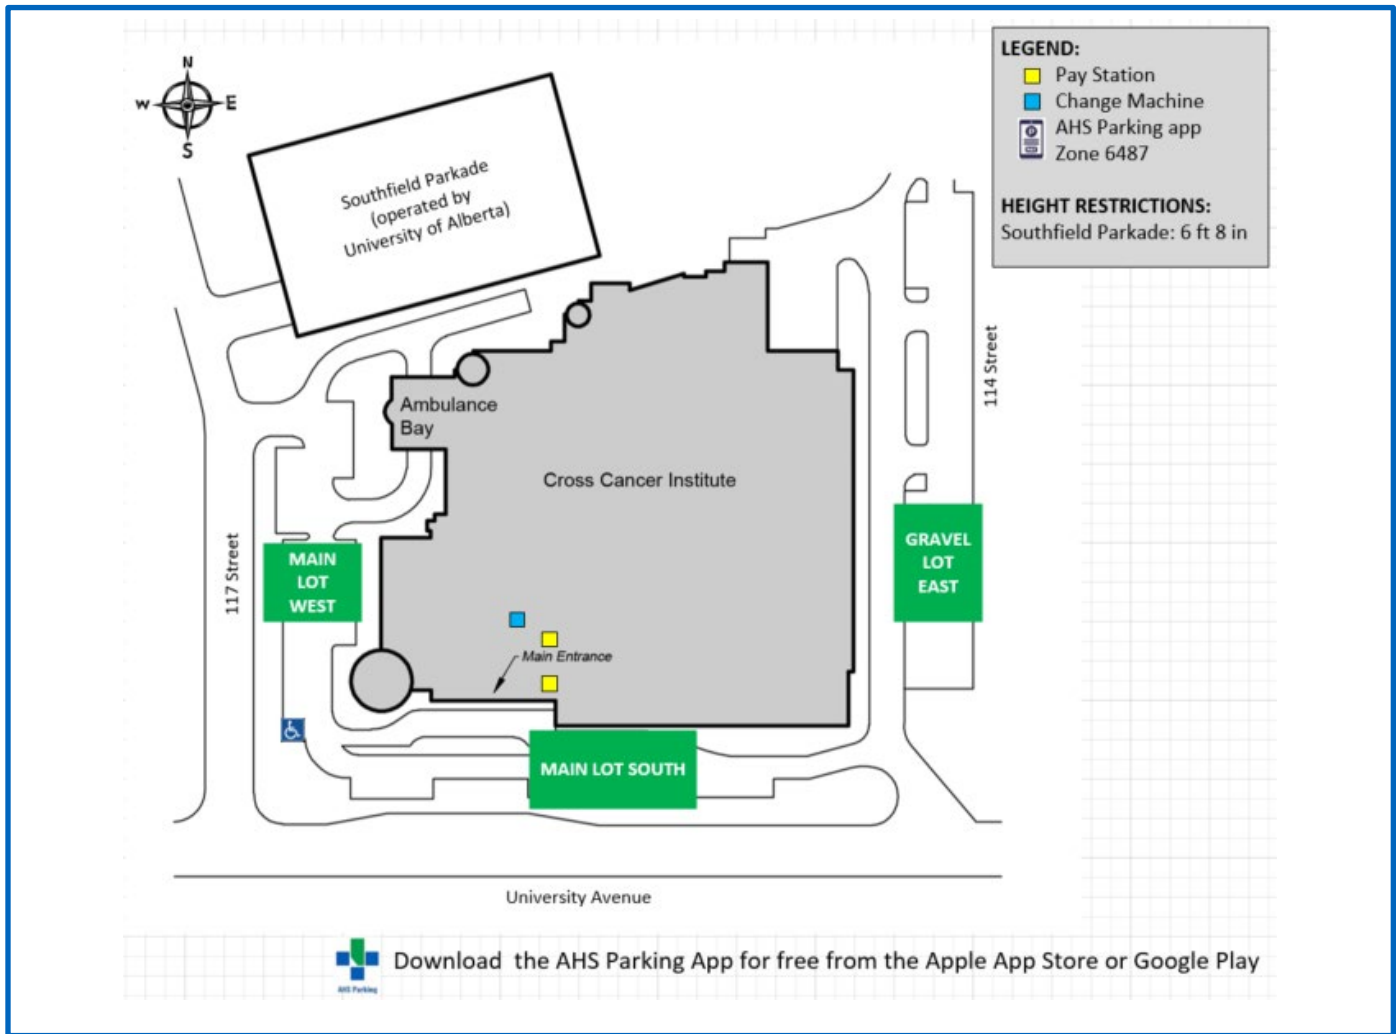 N
W
E
S
LEGEND:
Pay Station
Change Machine
AHS Parking app
Zone 6487
HEIGHT RESTRICTIONS:
Southfield Parkade: 6 ft 8 in
Southfield Parkade
(operated by
University of Alberta)
Ambulance
Bay
Cross Cancer Institute
114 Street
117 Street
MAIN
LOT
WEST
GRAVEL
LOT
EAST
Main Entrance
MAIN LOT SOUTH
University Avenue
Download the AHS Parking App for free from the Apple App Store or Google Play
AHS Parking